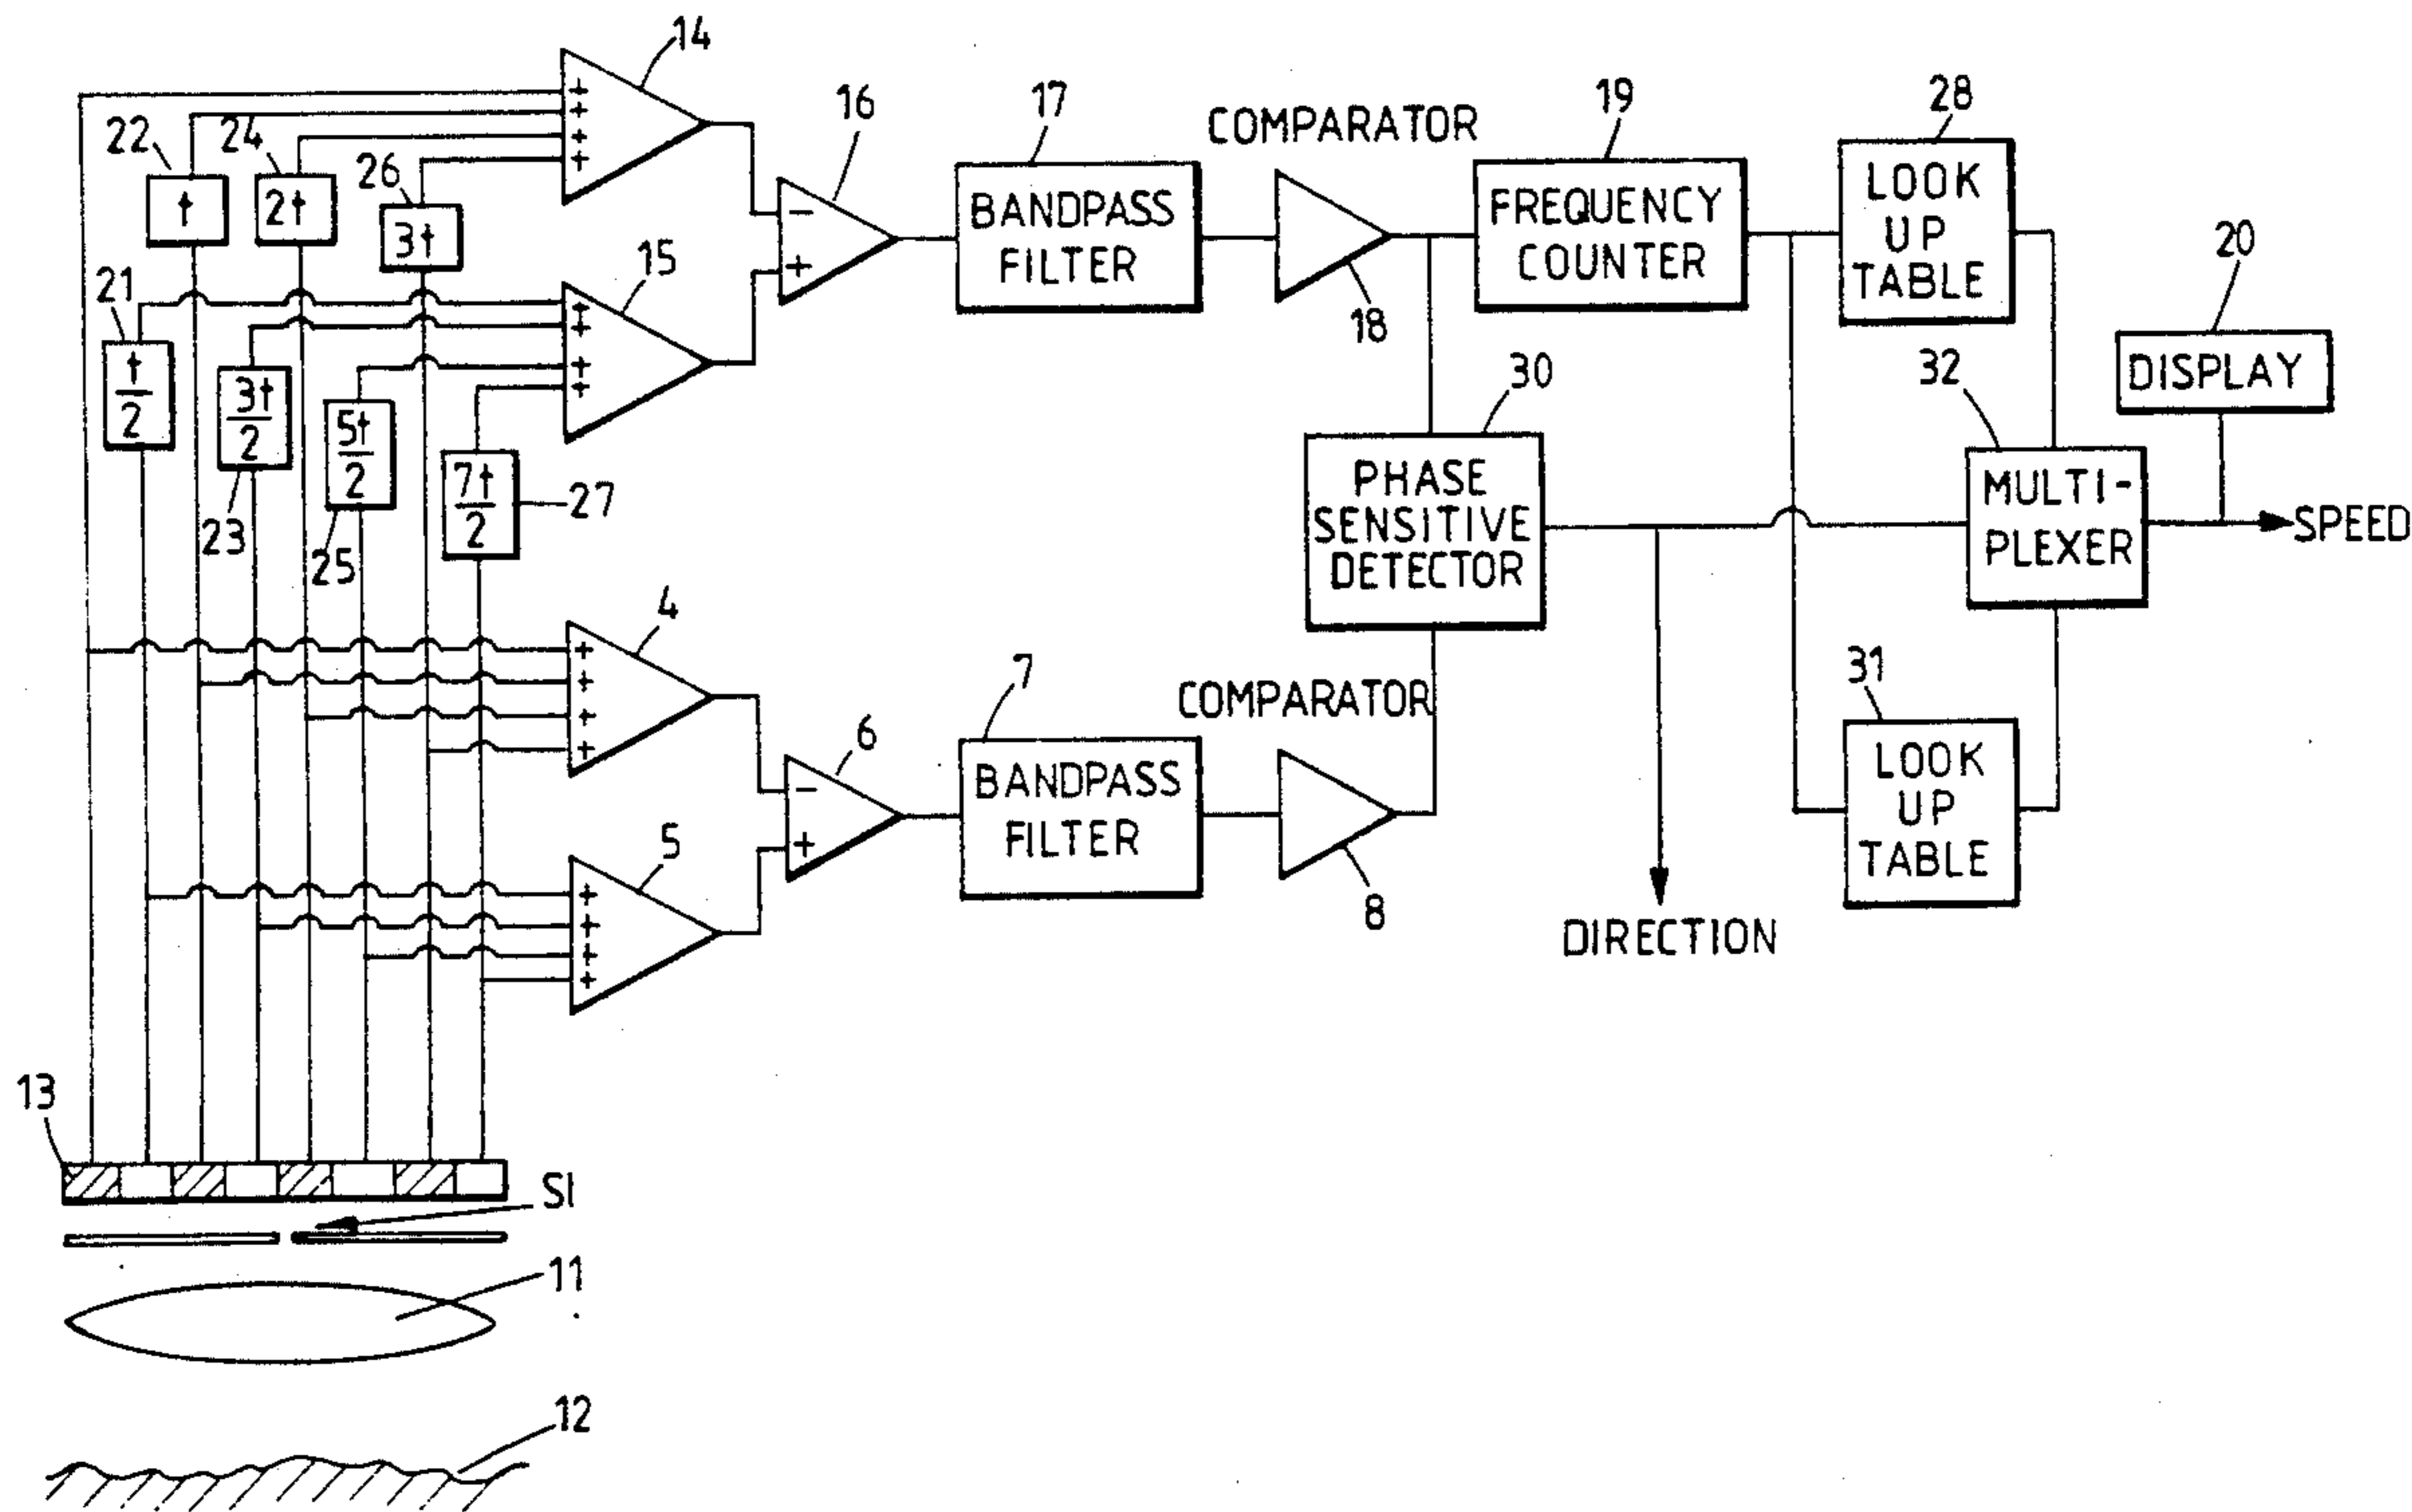 14
16
17
COMPARATOR
19
28
22
24
26
+
+
+
+
t
2t
3t
−
+
BANDPASS
FILTER
18
FREQUENCY
COUNTER
LOOK
UP
TABLE
20
DISPLAY
21
15
+
+
+
+
t
2
3t
2
5t
2
7t
2
23
25
27
30
PHASE
SENSITIVE
DETECTOR
32
MULTI-
PLEXER
SPEED
4
+
+
+
+
6
−
+
7
BANDPASS
FILTER
COMPARATOR
8
31
LOOK
UP
TABLE
5
+
+
+
+
DIRECTION
13
S1
11
12